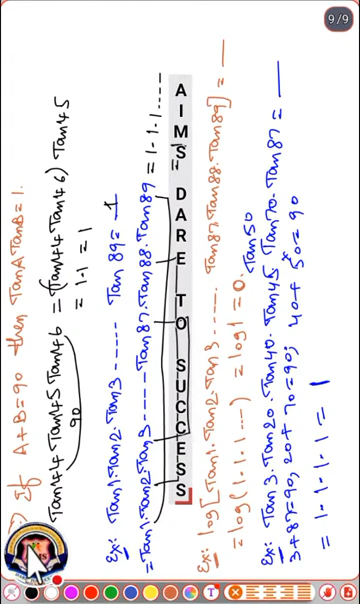 9/9
) If A+B=90 then TanA TanB=1.
Tan44 Tan45 Tan46 = (Tan44 Tan46) Tan45
90
= 1·1 = 1
Ex: Tan1·Tan2·Tan3 ----- Tan89= 1
=Tan1·Tan2·Tan3 ----- Tan87·Tan88·Tan89 = 1·1·1 .....
=1
AIMS DARE TO SUCCESS
Ex: log[Tan1·Tan2·Tan3 ..... Tan87·Tan88·Tan89] = —
= log(1·1·1...) = log1 = 0.
Tan50
Ex: Tan3·Tan20·Tan40·Tan45 Tan70·Tan87 = —
3+87=90, 20+70=90; 40+50=90
= 1·1·1·1 = 1